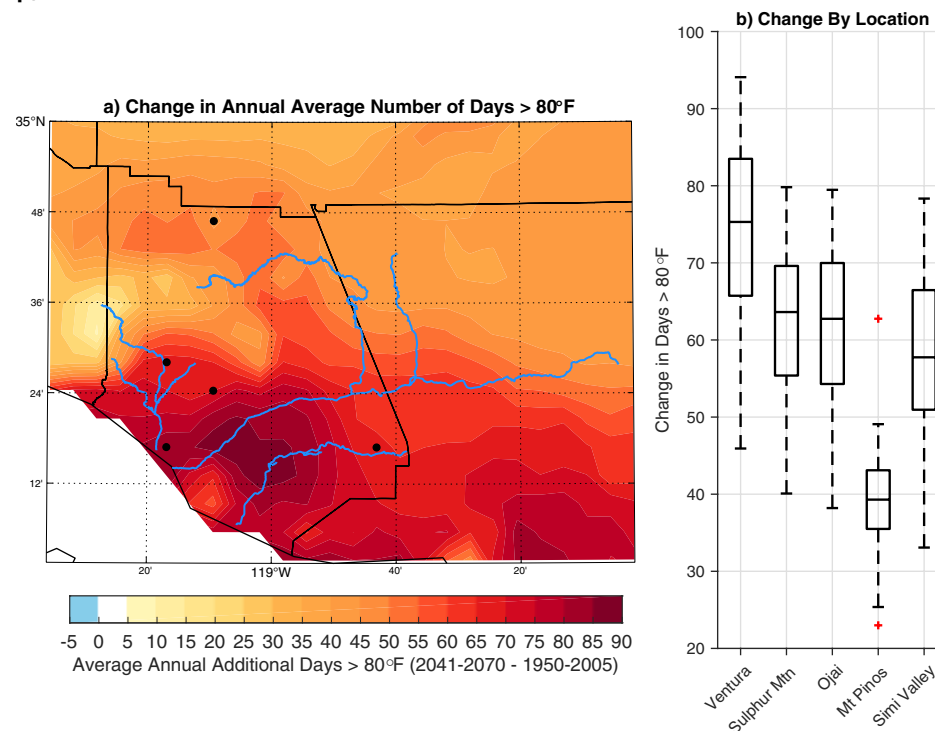 b) Change By Location
a) Change in Annual Average Number of Days > 80°F
35°N
48'
36'
24'
12'
20'
119°W
40'
20'
-5 0 5 10 15 20 25 30 35 40 45 50 55 60 65 70 75 80 85 90
Average Annual Additional Days > 80°F (2041-2070 - 1950-2005)
Change in Days > 80°F
100
90
80
70
60
50
40
30
20
Ventura
Sulphur Mtn
Ojai
Mt Pinos
Simi Valley